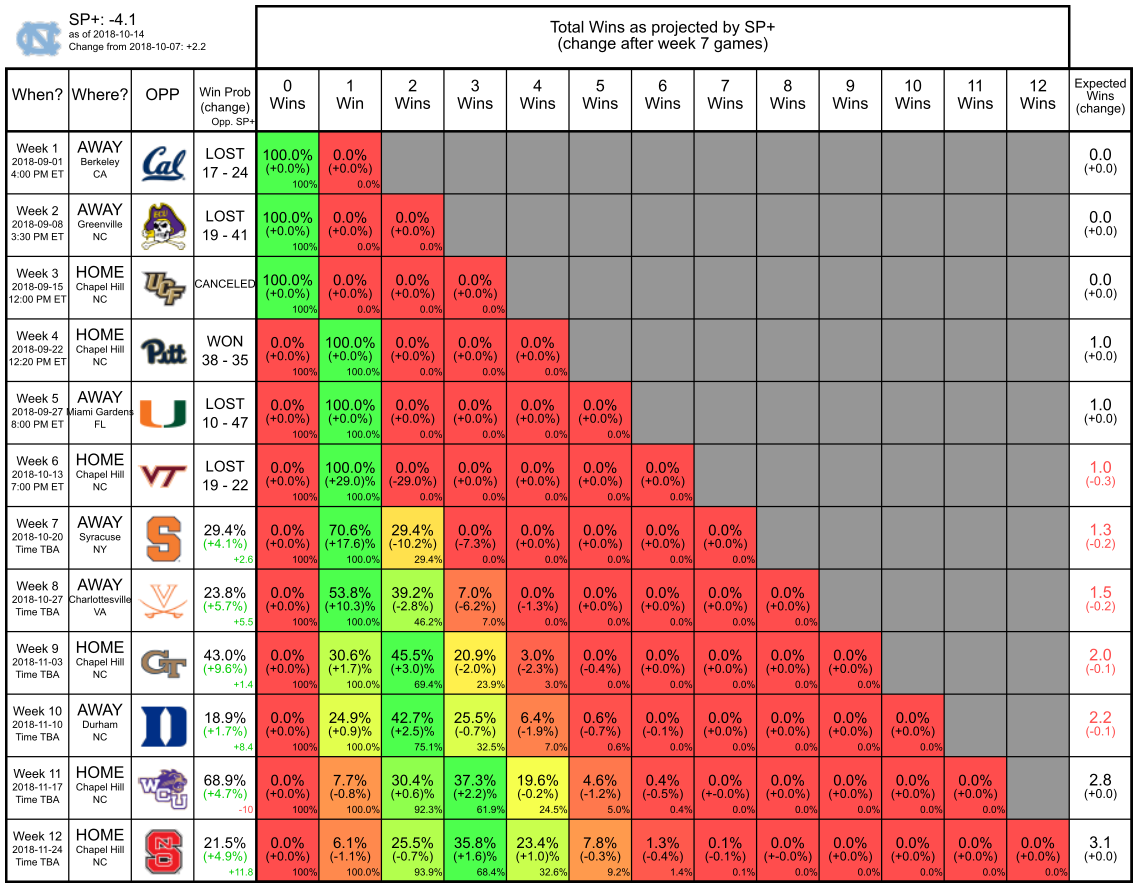 SP+: -4.1
as of 2018-10-14
Change from 2018-10-07: +2.2
Total Wins as projected by SP+
(change after week 7 games)
When? Where? OPP Win Prob (change) Opp. SP+ 0 Wins 1 Win 2 Wins 3 Wins 4 Wins 5 Wins 6 Wins 7 Wins 8 Wins 9 Wins 10 Wins 11 Wins 12 Wins Expected Wins (change)
Week 1 AWAY Cal LOST 100.0% 0.0% 0.0
2018-09-01 Berkeley 17 - 24 (+0.0%) (+0.0%) (+0.0)
4:00 PM ET CA 100% 0.0%
Week 2 AWAY ECU LOST 100.0% 0.0% 0.0% 0.0
2018-09-08 Greenville 19 - 41 (+0.0%) (+0.0%) (+0.0%) (+0.0)
3:30 PM ET NC 100% 0.0% 0.0%
Week 3 HOME UCF CANCELED 100.0% 0.0% 0.0% 0.0% 0.0
2018-09-15 Chapel Hill (+0.0%) (+0.0%) (+0.0%) (+0.0%) (+0.0)
12:00 PM ET NC 100% 0.0% 0.0% 0.0%
Week 4 HOME Pitt WON 0.0% 100.0% 0.0% 0.0% 0.0% 1.0
2018-09-22 Chapel Hill 38 - 35 (+0.0%) (+0.0%) (+0.0%) (+0.0%) (+0.0%) (+0.0)
12:20 PM ET NC 100% 100.0% 0.0% 0.0% 0.0%
Week 5 AWAY U LOST 0.0% 100.0% 0.0% 0.0% 0.0% 0.0% 1.0
2018-09-27 Miami Gardens 10 - 47 (+0.0%) (+0.0%) (+0.0%) (+0.0%) (+0.0%) (+0.0%) (+0.0)
8:00 PM ET FL 100% 100.0% 0.0% 0.0% 0.0% 0.0%
Week 6 HOME VT LOST 0.0% 100.0% 0.0% 0.0% 0.0% 0.0% 0.0% 1.0
2018-10-13 Chapel Hill 19 - 22 (+0.0%) (+29.0)% (-29.0%) (+0.0%) (+0.0%) (+0.0%) (+0.0%) (-0.3)
7:00 PM ET NC 100% 100.0% 0.0% 0.0% 0.0% 0.0% 0.0%
Week 7 AWAY S 29.4% 0.0% 70.6% 29.4% 0.0% 0.0% 0.0% 0.0% 0.0% 1.3
2018-10-20 Syracuse (+4.1%) (+0.0%) (+17.6)% (-10.2%) (-7.3%) (+0.0%) (+0.0%) (+0.0%) (+0.0%) (-0.2)
Time TBA NY +2.6 100% 100.0% 29.4% 0.0% 0.0% 0.0% 0.0% 0.0%
Week 8 AWAY V 23.8% 0.0% 53.8% 39.2% 7.0% 0.0% 0.0% 0.0% 0.0% 0.0% 1.5
2018-10-27 Charlottesville (+5.7%) (+0.0%) (+10.3)% (-2.8%) (-6.2%) (-1.3%) (+0.0%) (+0.0%) (+0.0%) (+0.0%) (-0.2)
Time TBA VA +5.5 100% 100.0% 46.2% 7.0% 0.0% 0.0% 0.0% 0.0% 0.0%
Week 9 HOME GT 43.0% 0.0% 30.6% 45.5% 20.9% 3.0% 0.0% 0.0% 0.0% 0.0% 0.0% 2.0
2018-11-03 Chapel Hill (+9.6%) (+0.0%) (+1.7)% (+3.0)% (-2.0%) (-2.3%) (-0.4%) (+0.0%) (+0.0%) (+0.0%) (+0.0%) (-0.1)
Time TBA NC +1.4 100% 100.0% 69.4% 23.9% 3.0% 0.0% 0.0% 0.0% 0.0% 0.0%
Week 10 AWAY D 18.9% 0.0% 24.9% 42.7% 25.5% 6.4% 0.6% 0.0% 0.0% 0.0% 0.0% 0.0% 2.2
2018-11-10 Durham (+1.7%) (+0.0%) (+0.9)% (+2.5)% (-0.7%) (-1.9%) (-0.7%) (-0.1%) (+0.0%) (+0.0%) (+0.0%) (+0.0%) (-0.1)
Time TBA NC +8.4 100% 100.0% 75.1% 32.5% 7.0% 0.6% 0.0% 0.0% 0.0% 0.0% 0.0%
Week 11 HOME WCU 68.9% 0.0% 7.7% 30.4% 37.3% 19.6% 4.6% 0.4% 0.0% 0.0% 0.0% 0.0% 0.0% 2.8
2018-11-17 Chapel Hill (+4.7%) (+0.0%) (-0.8%) (+0.6)% (+2.2)% (-0.2%) (-1.2%) (-0.5%) (+-0.0%) (+0.0%) (+0.0%) (+0.0%) (+0.0%) (+0.0)
Time TBA NC -10 100% 100.0% 92.3% 61.9% 24.5% 5.0% 0.4% 0.0% 0.0% 0.0% 0.0% 0.0%
Week 12 HOME NCS 21.5% 0.0% 6.1% 25.5% 35.8% 23.4% 7.8% 1.3% 0.1% 0.0% 0.0% 0.0% 0.0% 0.0% 3.1
2018-11-24 Chapel Hill (+4.9%) (+0.0%) (-1.1%) (-0.7%) (+1.6)% (+1.0)% (-0.3%) (-0.4%) (-0.1%) (+-0.0%) (+0.0%) (+0.0%) (+0.0%) (+0.0%) (+0.0)
Time TBA NC +11.8 100% 100.0% 93.9% 68.4% 32.6% 9.2% 1.4% 0.1% 0.0% 0.0% 0.0% 0.0% 0.0%